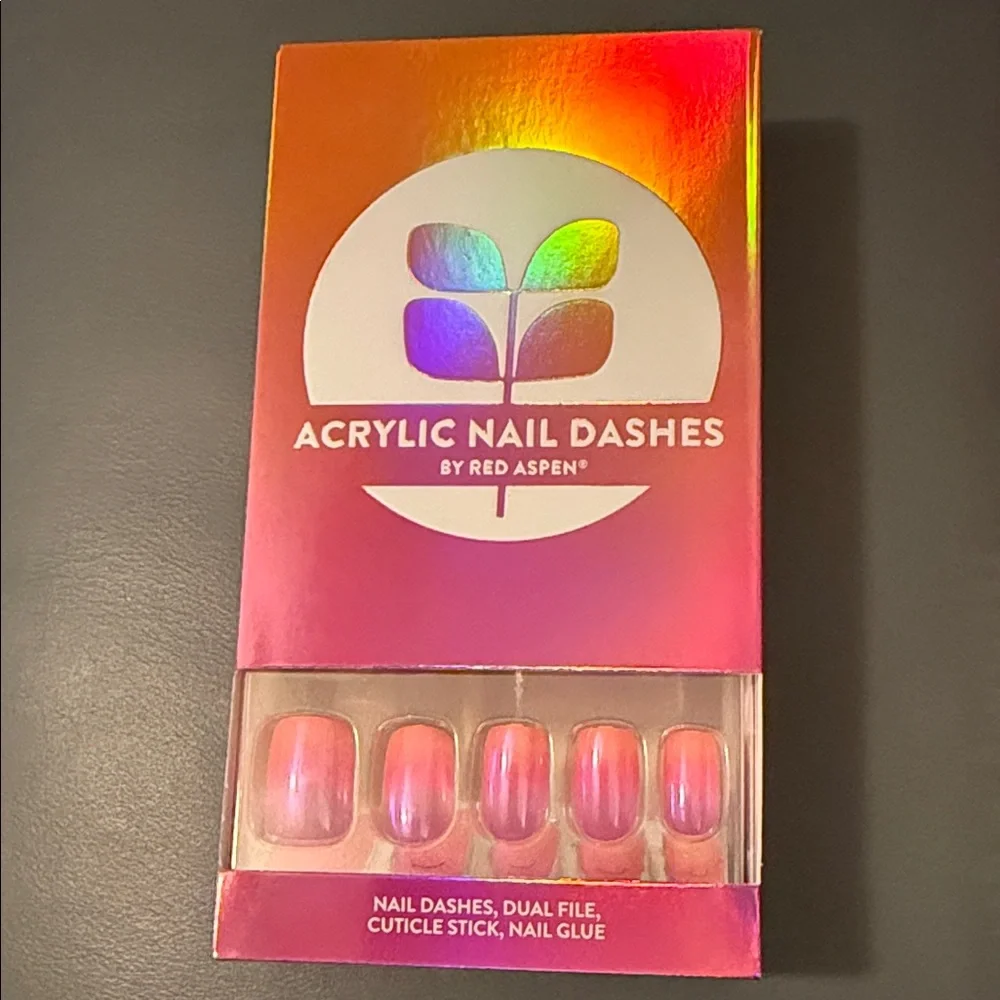 ACRYLIC NAIL DASHES
BY RED ASPEN®
NAIL DASHES, DUAL FILE,
CUTICLE STICK, NAIL GLUE